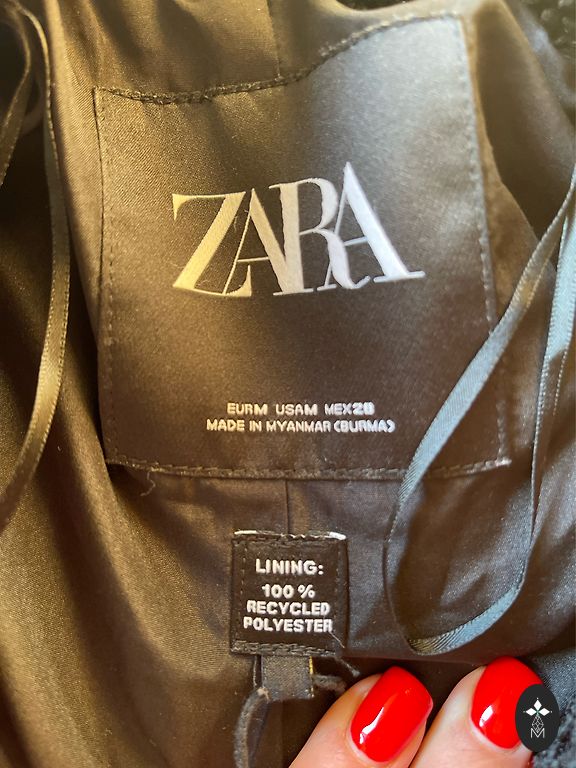 ZARA
EUR M USA M MEX 28
MADE IN MYANMAR (BURMA)
LINING:
100 %
RECYCLED
POLYESTER